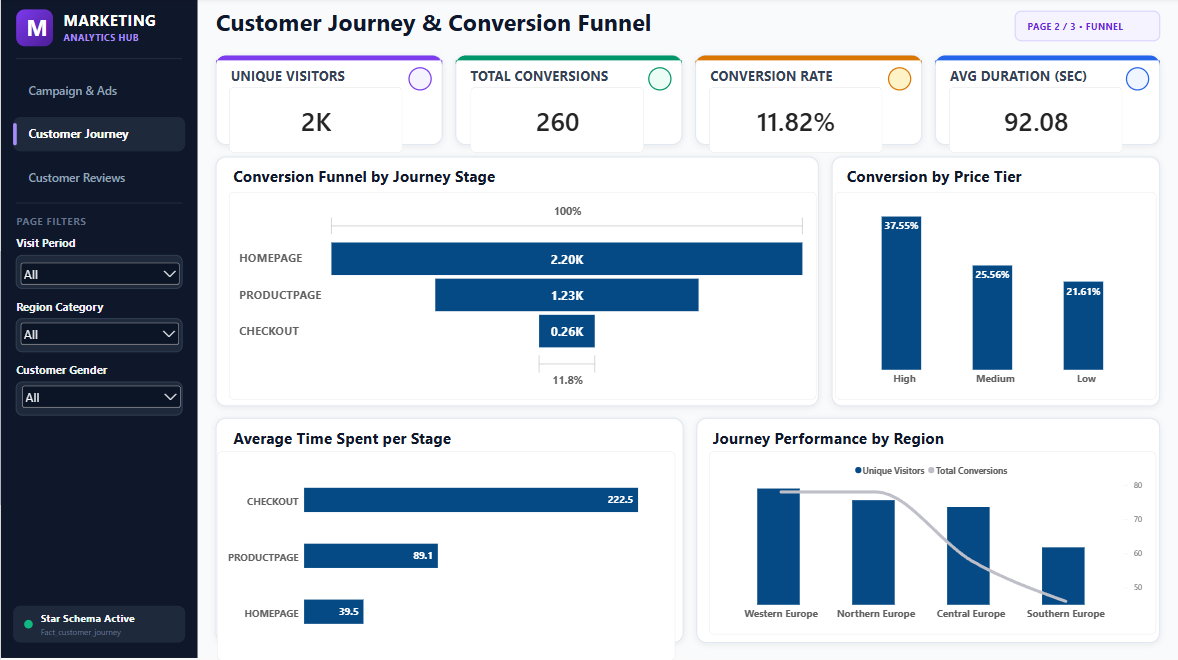 M
MARKETING
ANALYTICS HUB
Campaign & Ads
Customer Journey
Customer Reviews
PAGE FILTERS
Visit Period
All
Region Category
All
Customer Gender
All
Star Schema Active
Fact_customer_journey
Customer Journey & Conversion Funnel
PAGE 2 / 3 • FUNNEL
UNIQUE VISITORS
2K
TOTAL CONVERSIONS
260
CONVERSION RATE
11.82%
AVG DURATION (SEC)
92.08
Conversion Funnel by Journey Stage
100%
HOMEPAGE 2.20K
PRODUCTPAGE 1.23K
CHECKOUT 0.26K
11.8%
Conversion by Price Tier
37.55%
25.56%
21.61%
High Medium Low
Average Time Spent per Stage
CHECKOUT 222.5
PRODUCTPAGE 89.1
HOMEPAGE 39.5
Journey Performance by Region
Unique Visitors Total Conversions
80
70
60
50
Western Europe Northern Europe Central Europe Southern Europe